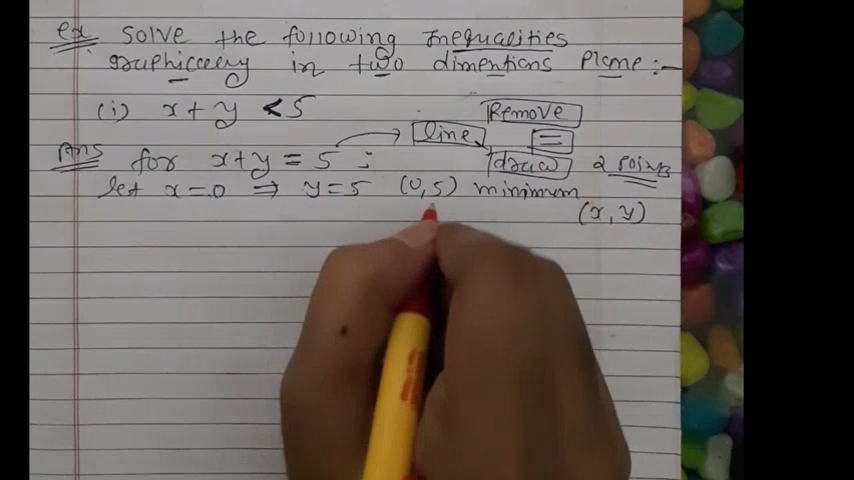 ex solve the following Inequalities
graphically in two dimentions plane :-
(i) x + y < 5
Remove
line
=
Ans for x+y = 5 ;
draw 2 points
let x = 0 ⇒ y = 5 (0,5) minimum
(x, y)